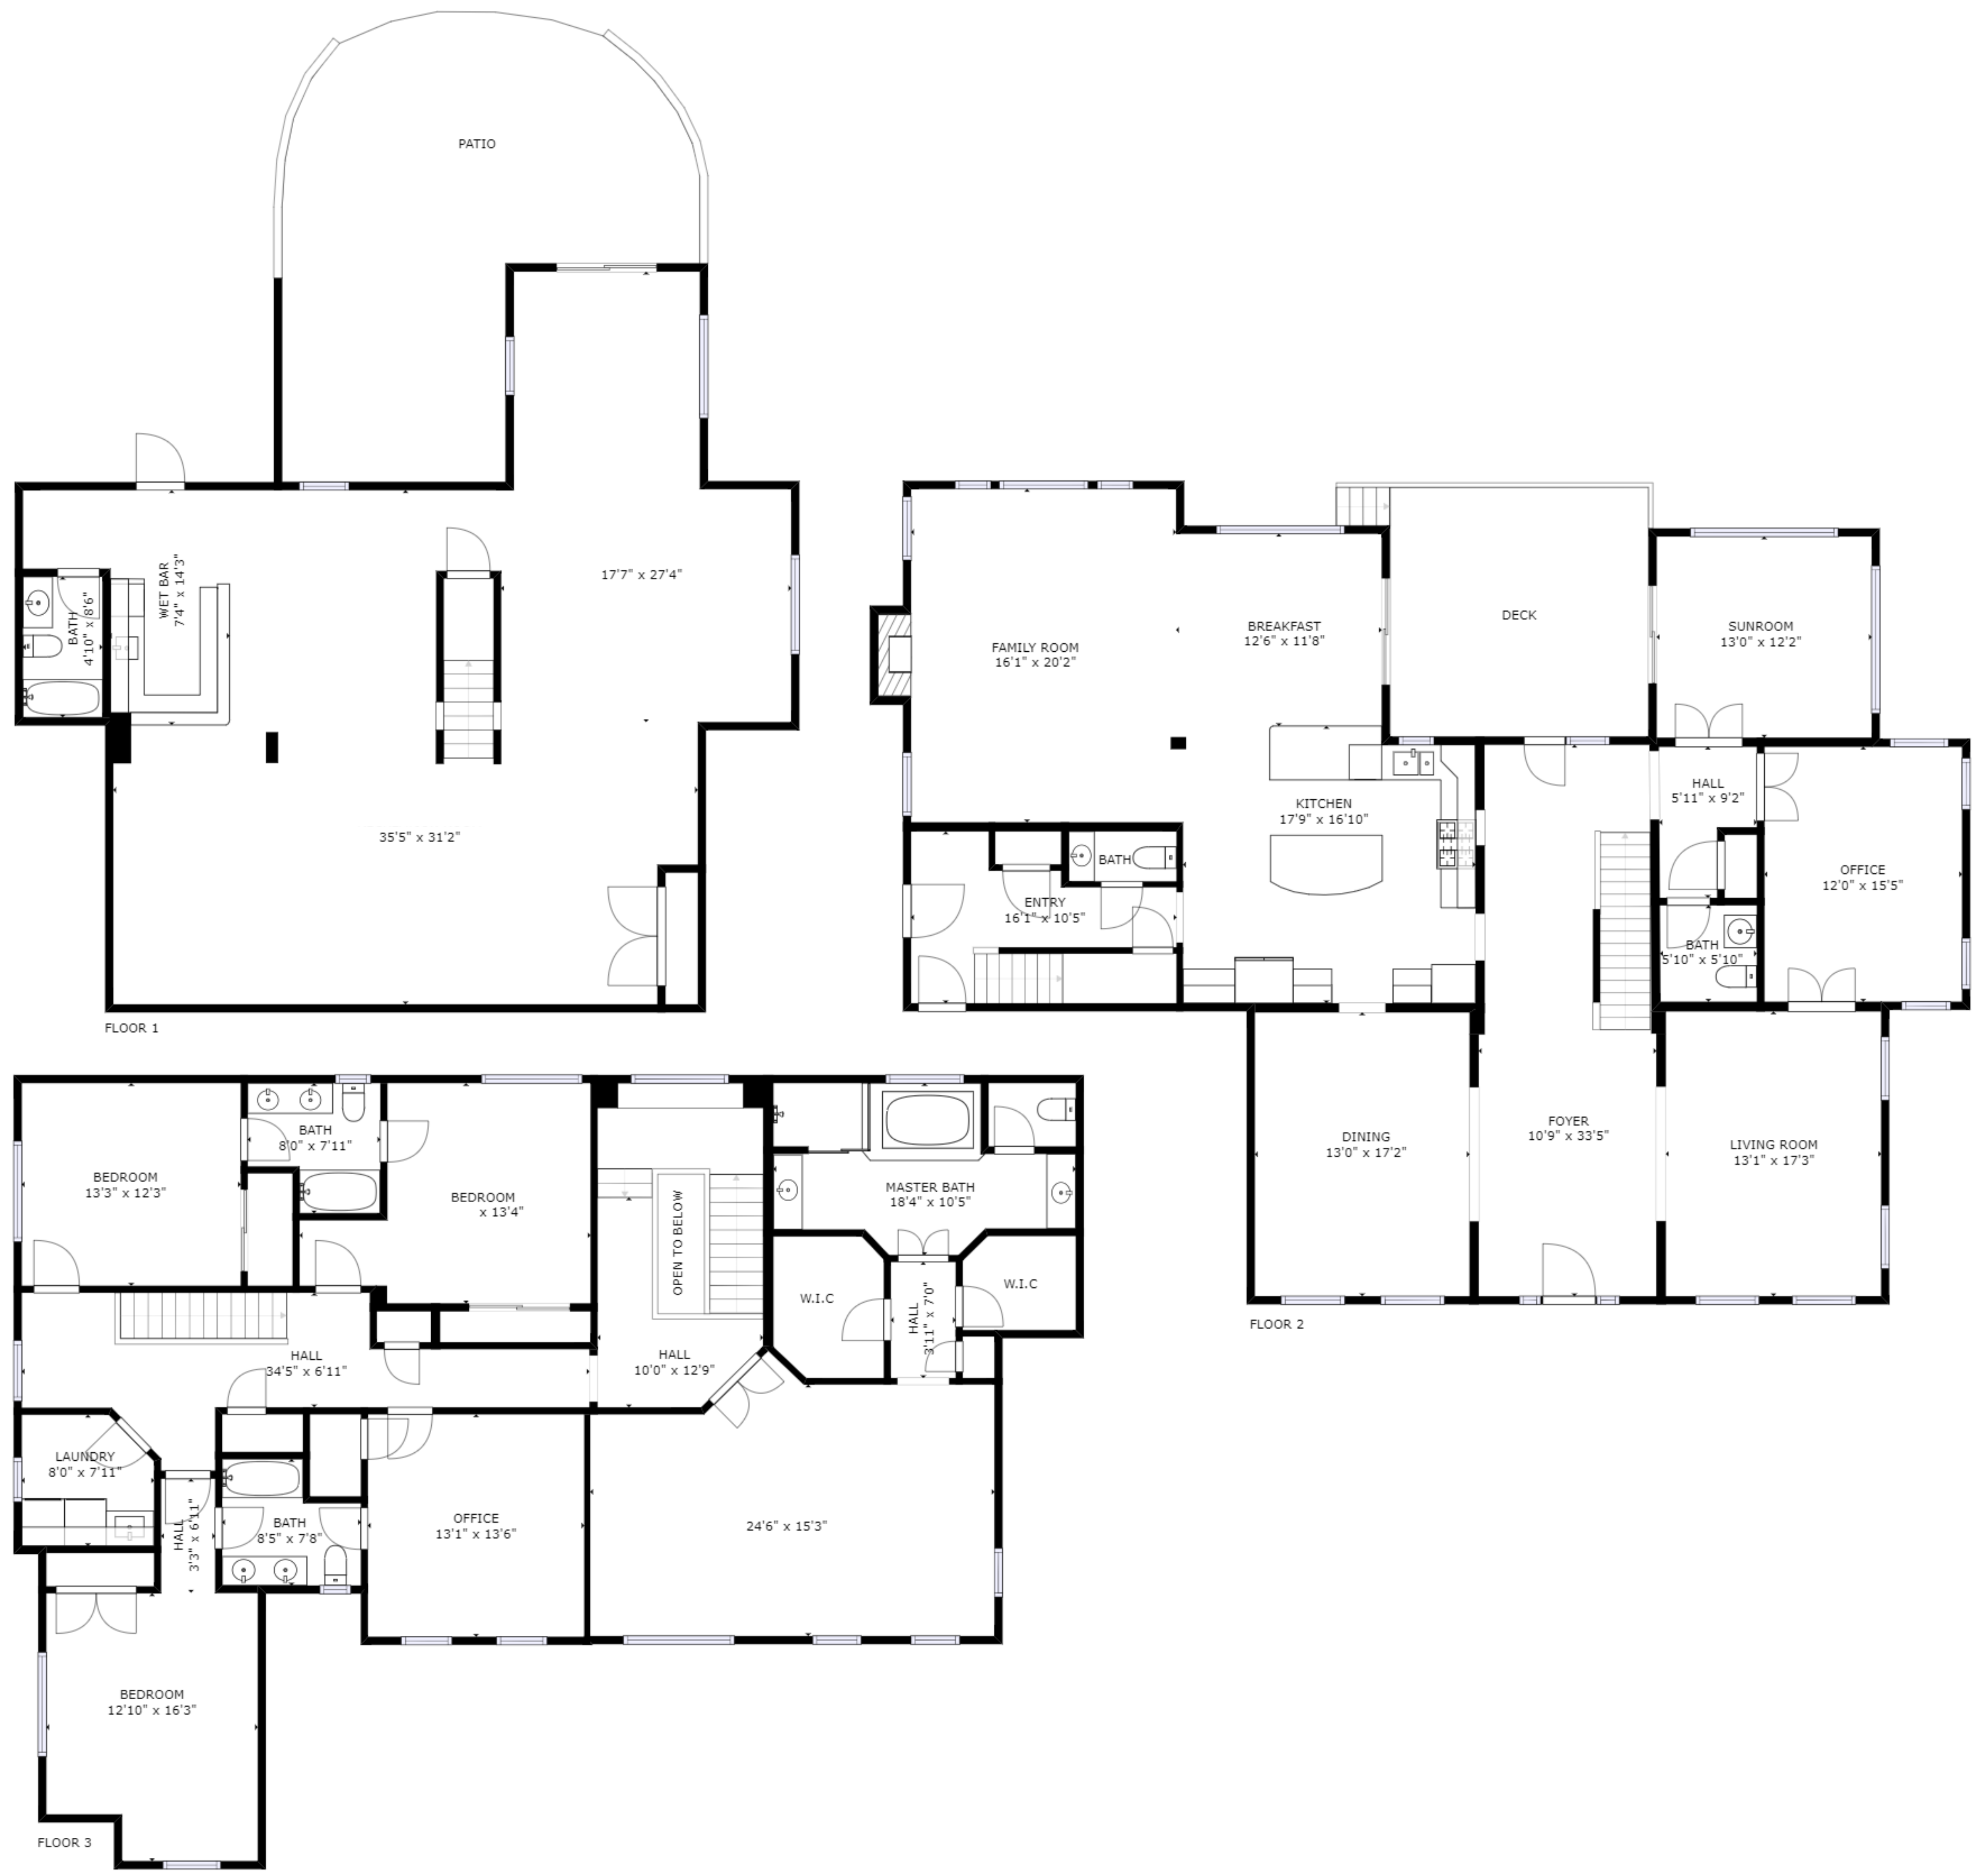 PATIO
WET BAR
7'4" x 14'3"
BATH
4'10" x 8'6"
17'7" x 27'4"
35'5" x 31'2"
FLOOR 1
FAMILY ROOM
16'1" x 20'2"
BREAKFAST
12'6" x 11'8"
DECK
SUNROOM
13'0" x 12'2"
KITCHEN
17'9" x 16'10"
HALL
5'11" x 9'2"
OFFICE
12'0" x 15'5"
BATH
ENTRY
16'1" x 10'5"
BATH
5'10" x 5'10"
DINING
13'0" x 17'2"
FOYER
10'9" x 33'5"
LIVING ROOM
13'1" x 17'3"
FLOOR 2
BEDROOM
13'3" x 12'3"
BATH
8'0" x 7'11"
BEDROOM
x 13'4"
OPEN TO BELOW
MASTER BATH
18'4" x 10'5"
W.I.C
HALL
3'11" x 7'0"
W.I.C
HALL
34'5" x 6'11"
HALL
10'0" x 12'9"
LAUNDRY
8'0" x 7'11"
HALL
3'3" x 6'11"
BATH
8'5" x 7'8"
OFFICE
13'1" x 13'6"
24'6" x 15'3"
BEDROOM
12'10" x 16'3"
FLOOR 3